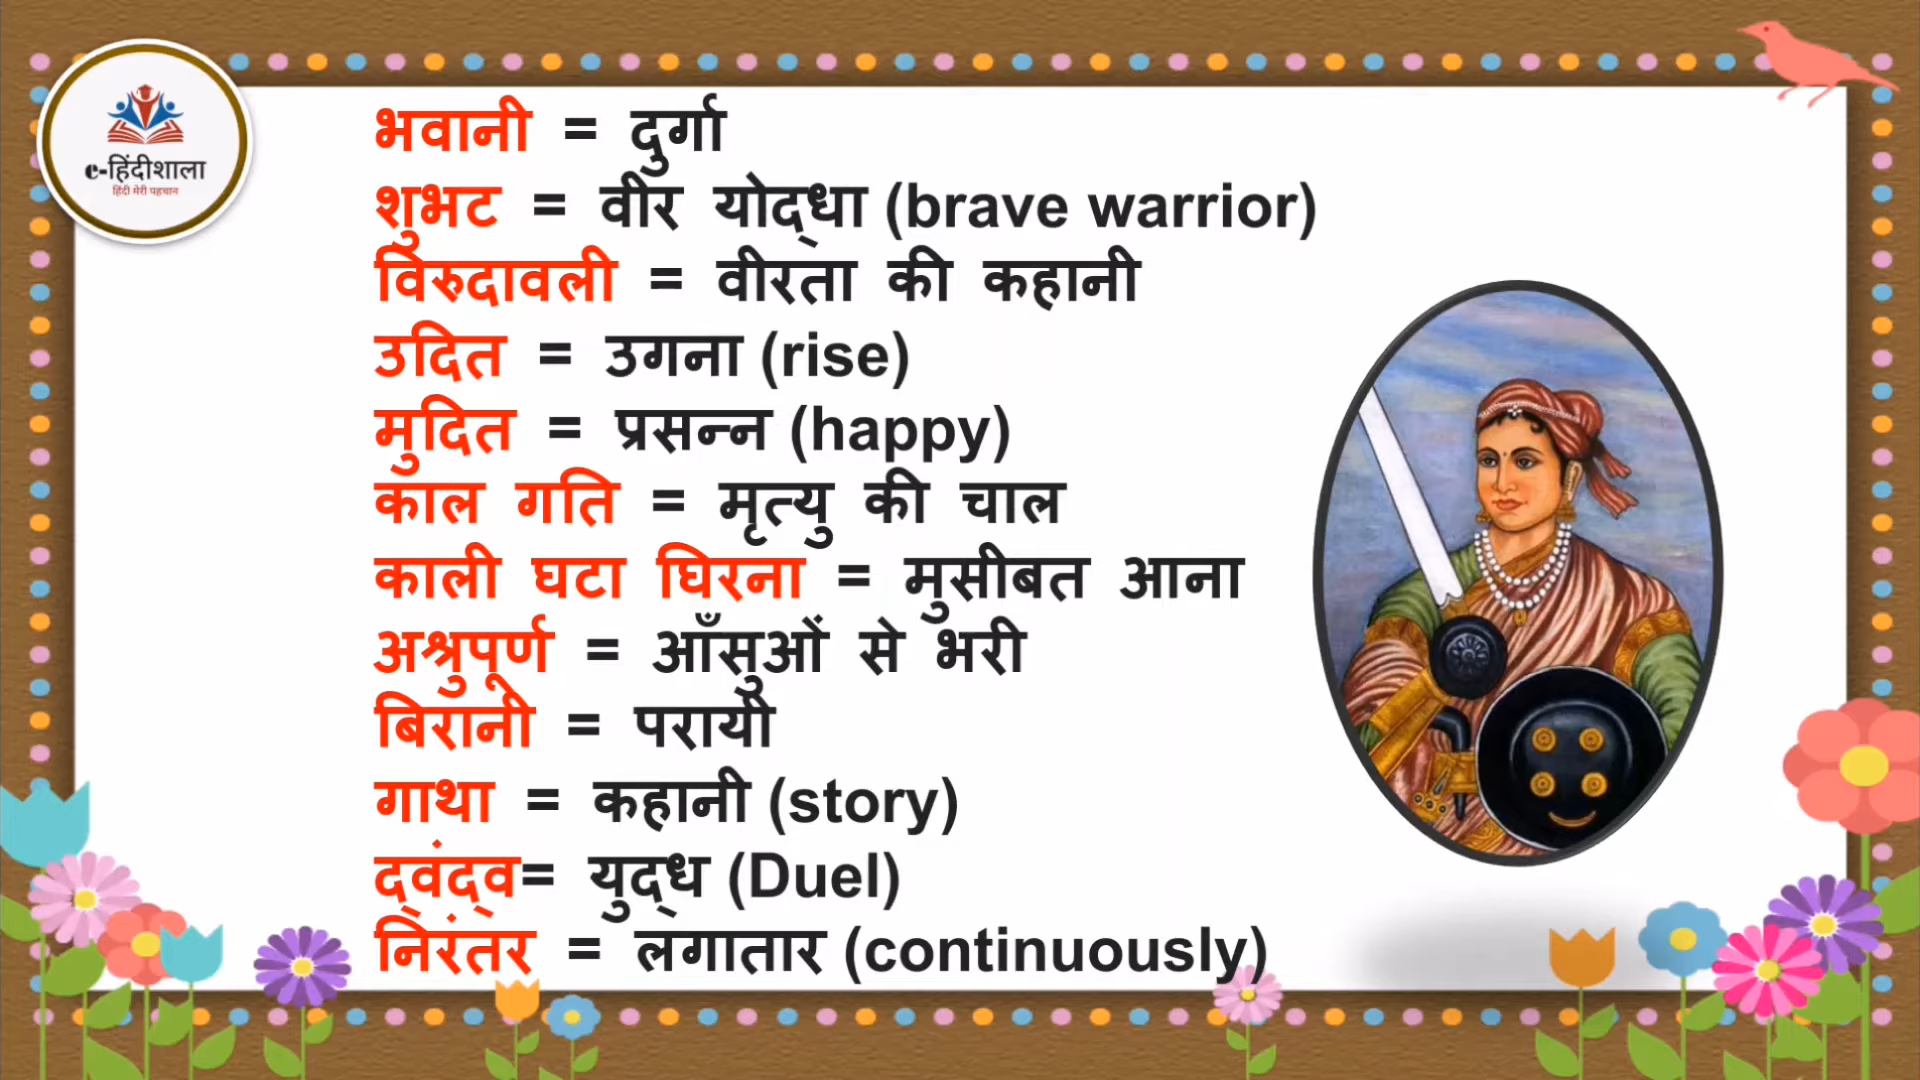 e-हिंदीशाला
हिंदी मेरी पहचान
भवानी = दुर्गा
शुभट = वीर योद्‌धा (brave warrior)
विरुदावली = वीरता की कहानी
उदित = उगना (rise)
मुदित = प्रसन्न (happy)
काल गति = मृत्यु की चाल
काली घटा घिरना = मुसीबत आना
अश्रुपूर्ण = आँसुओं से भरी
बिरानी = परायी
गाथा = कहानी (story)
द्‌वंद्‌व= युद्‌ध (Duel)
निरंतर = लगातार (continuously)